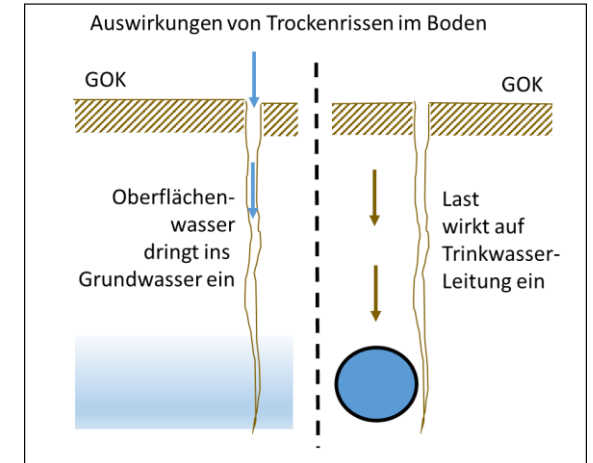 Auswirkungen von Trockenrissen im Boden
GOK
Oberflächen-
wasser
dringt ins
Grundwasser ein
GOK
Last
wirkt auf
Trinkwasser-
Leitung ein